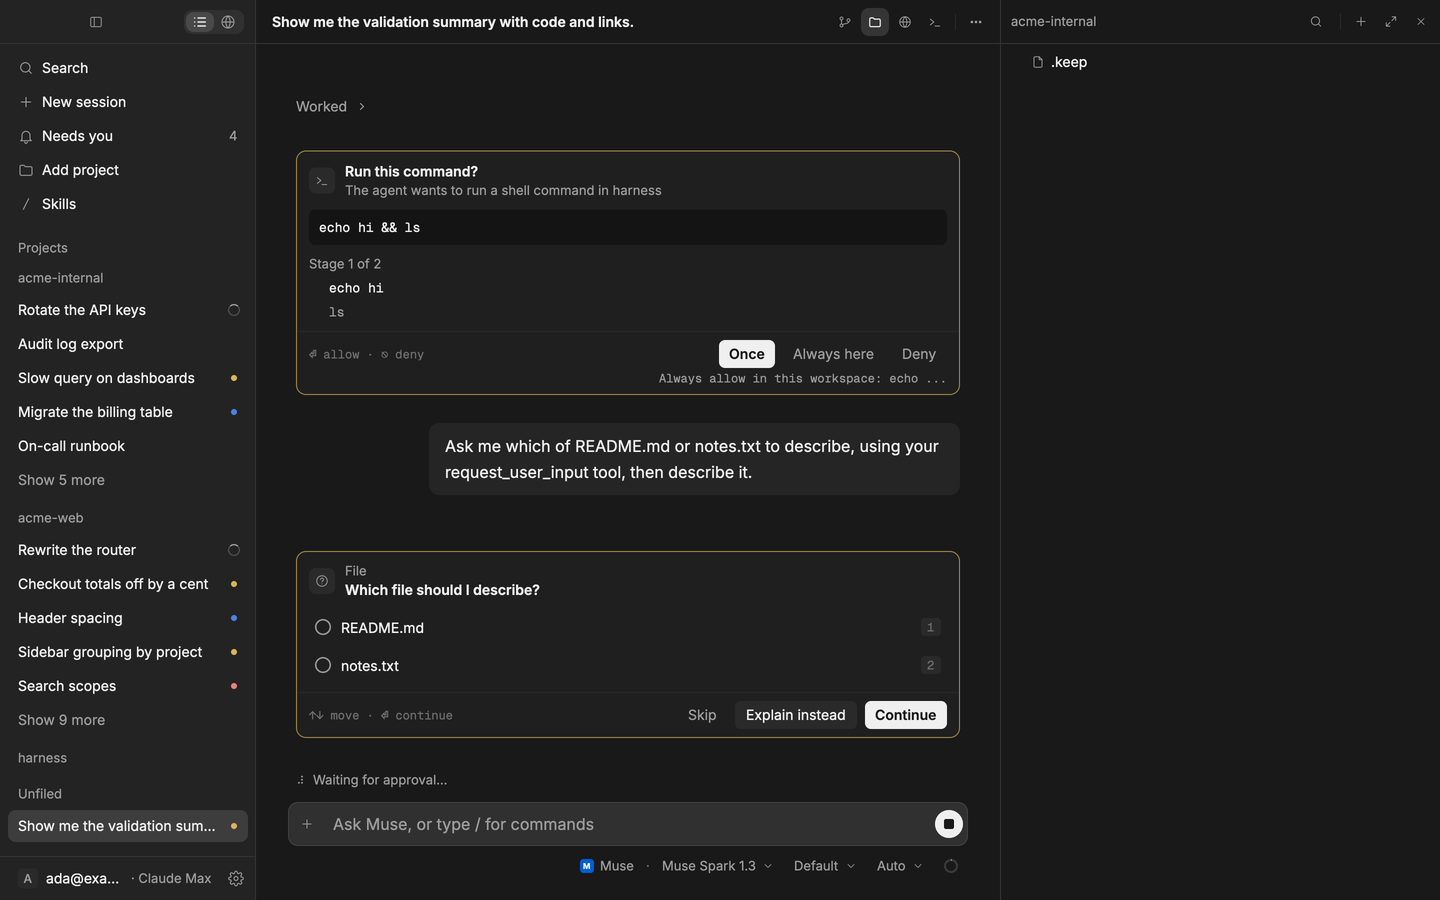 Search
New session
Needs you 4
Add project
/ Skills
Projects
acme-internal
Rotate the API keys
Audit log export
Slow query on dashboards
Migrate the billing table
On-call runbook
Show 5 more
acme-web
Rewrite the router
Checkout totals off by a cent
Header spacing
Sidebar grouping by project
Search scopes
Show 9 more
harness
Unfiled
Show me the validation sum...
A ada@exa... · Claude Max
Show me the validation summary with code and links.
Worked
Run this command?
The agent wants to run a shell command in harness
echo hi && ls
Stage 1 of 2
echo hi
ls
allow · deny
Once Always here Deny
Always allow in this workspace: echo ...
Ask me which of README.md or notes.txt to describe, using your
request_user_input tool, then describe it.
File
Which file should I describe?
README.md 1
notes.txt 2
move · continue
Skip Explain instead Continue
Waiting for approval...
Ask Muse, or type / for commands
M Muse · Muse Spark 1.3 Default Auto
acme-internal
.keep